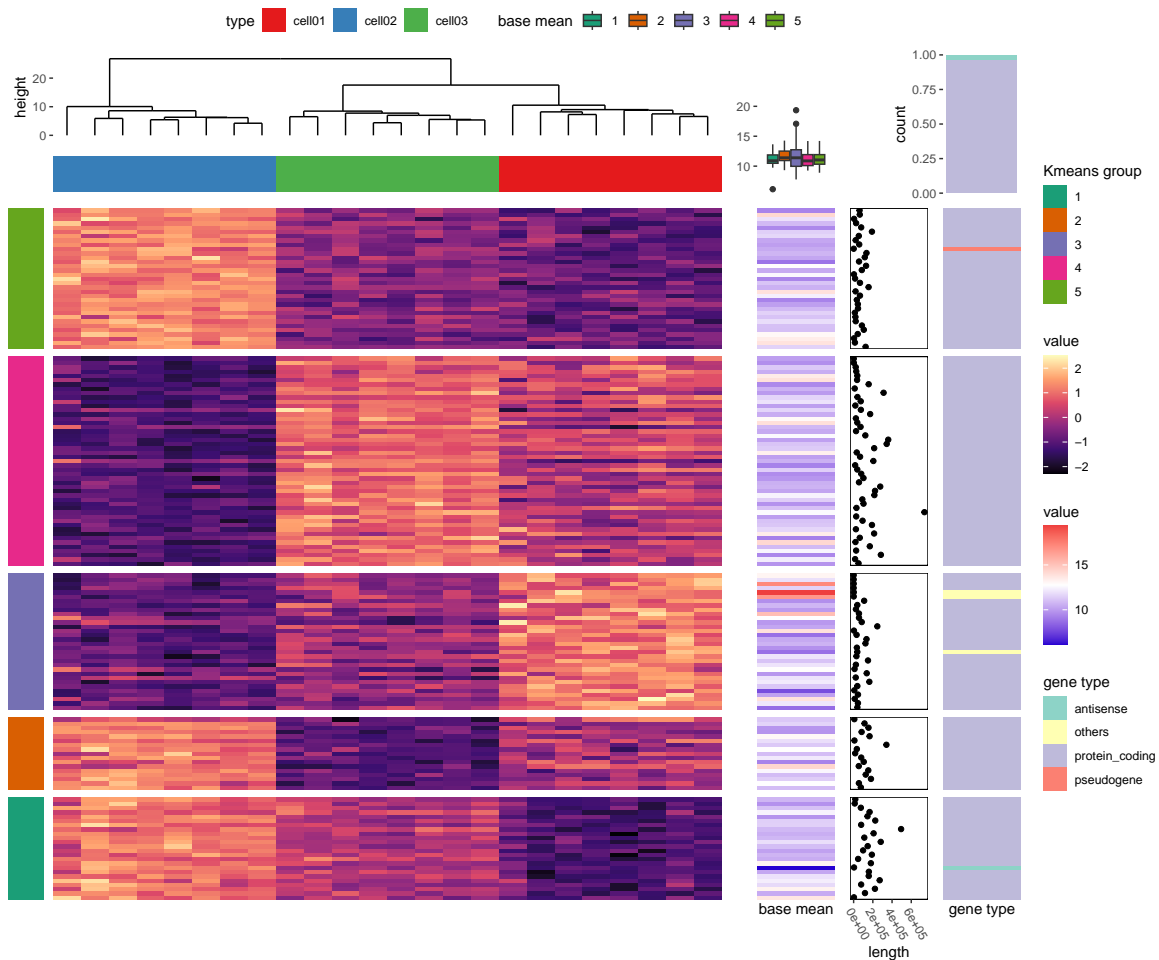 type cell01 cell02 cell03 base mean 1 2 3 4 5
height
20
10
0
20
15
10
count
1.00
0.75
0.50
0.25
0.00
Kmeans group
1
2
3
4
5
value
2
1
0
−1
−2
value
15
10
gene type
antisense
others
protein_coding
pseudogene
base mean
0e+00
2e+05
4e+05
6e+05
length
gene type